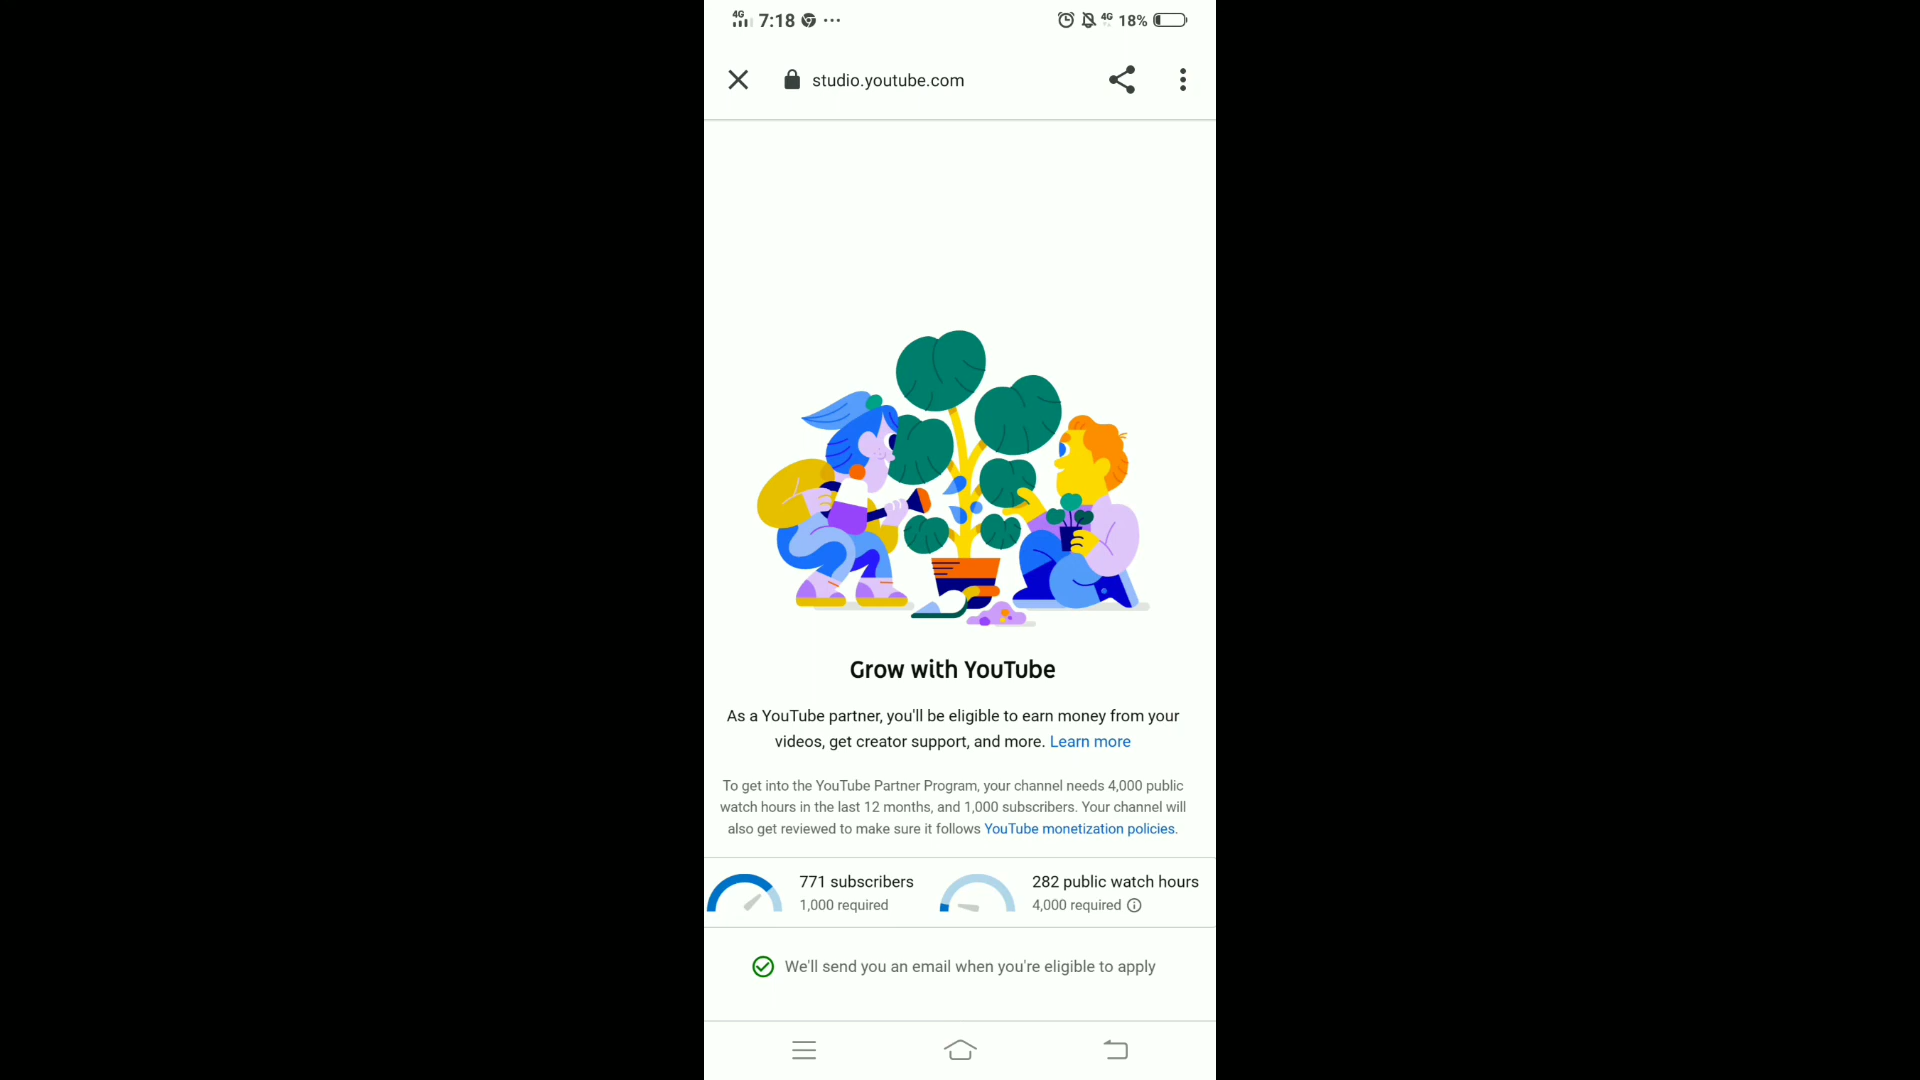 4G 7:18 ... 4G 18%
studio.youtube.com
Grow with YouTube
As a YouTube partner, you'll be eligible to earn money from your
videos, get creator support, and more. Learn more
To get into the YouTube Partner Program, your channel needs 4,000 public
watch hours in the last 12 months, and 1,000 subscribers. Your channel will
also get reviewed to make sure it follows YouTube monetization policies.
771 subscribers
1,000 required
282 public watch hours
4,000 required
We'll send you an email when you're eligible to apply